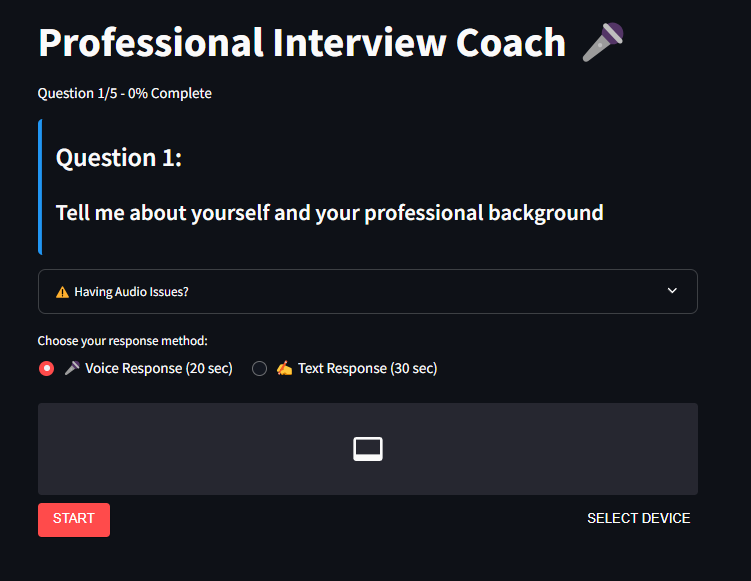 Professional Interview Coach 🎤
Question 1/5 - 0% Complete
Question 1:
Tell me about yourself and your professional background
⚠️ Having Audio Issues?
Choose your response method:
🎤 Voice Response (20 sec) ✍️ Text Response (30 sec)
START SELECT DEVICE